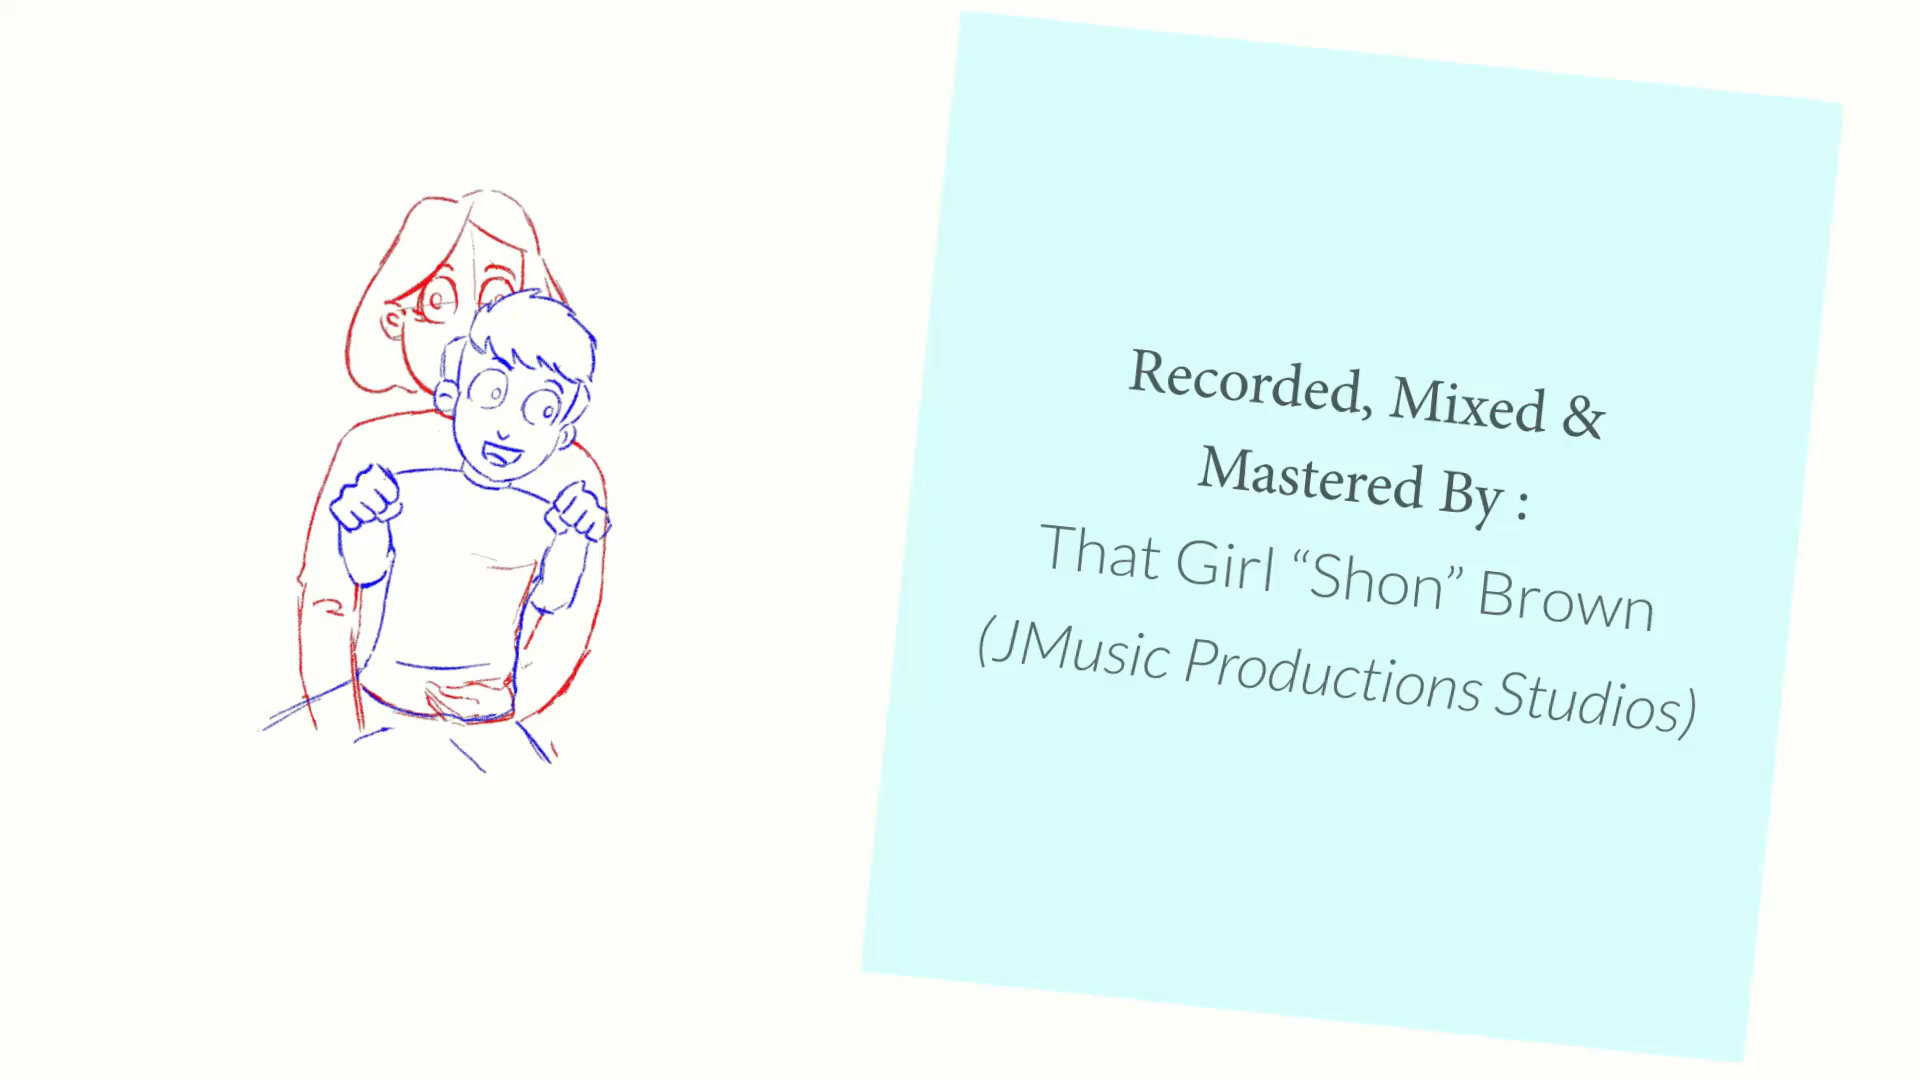 Recorded, Mixed &
Mastered By :
That Girl “Shon” Brown
(JMusic Productions Studios)